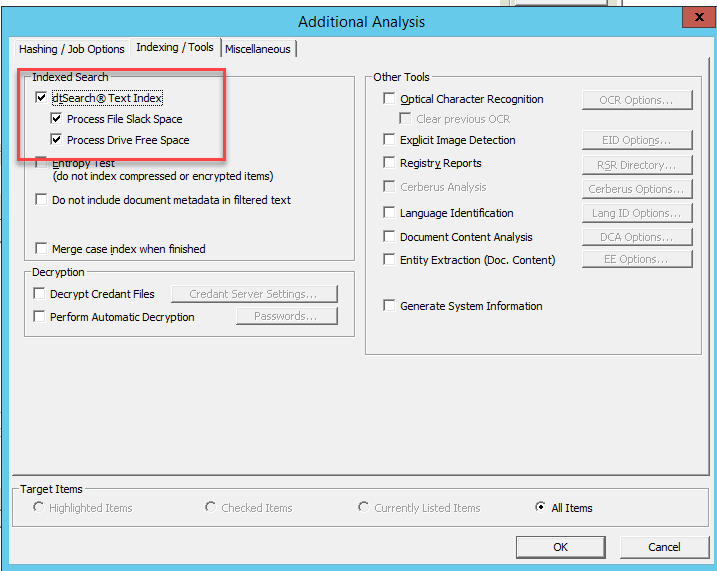 Additional Analysis
x
Hashing / Job Options
Indexing / Tools
Miscellaneous
Indexed Search
dtSearch® Text Index
Process File Slack Space
Process Drive Free Space
Entropy Test
(do not index compressed or encrypted items)
Do not include document metadata in filtered text
Merge case index when finished
Decryption
Decrypt Credant Files
Credant Server Settings...
Perform Automatic Decryption
Passwords...
Other Tools
Optical Character Recognition
OCR Options...
Clear previous OCR
Explicit Image Detection
EID Options...
Registry Reports
RSR Directory...
Cerberus Analysis
Cerberus Options...
Language Identification
Lang ID Options...
Document Content Analysis
DCA Options...
Entity Extraction (Doc. Content)
EE Options...
Generate System Information
Target Items
Highlighted Items
Checked Items
Currently Listed Items
All Items
OK
Cancel